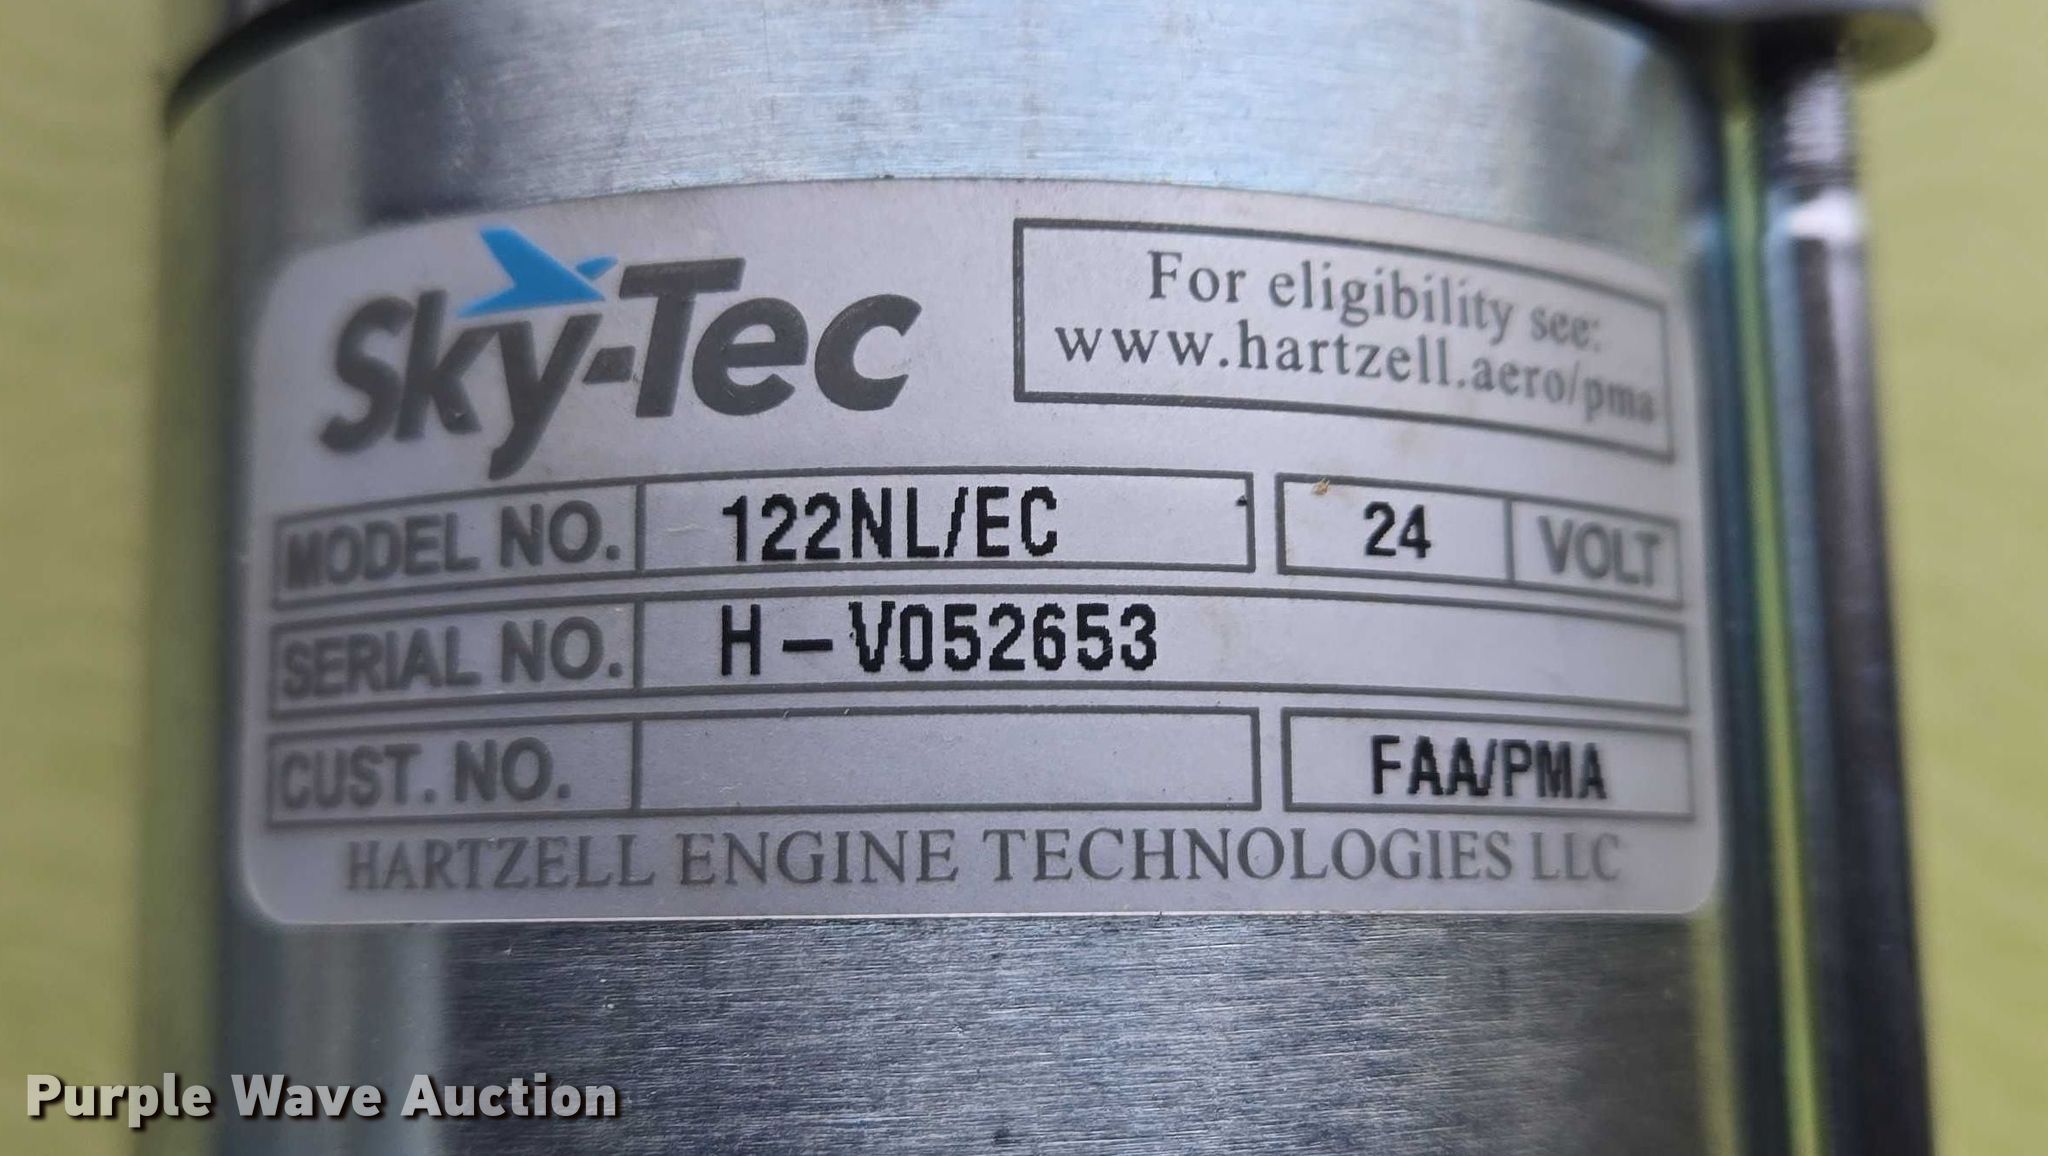 Sky-Tec
For eligibility see:
www.hartzell.aero/pma
MODEL NO. 122NL/EC 24 VOLT
SERIAL NO. H-V052653
CUST. NO. FAA/PMA
HARTZELL ENGINE TECHNOLOGIES LLC
Purple Wave Auction